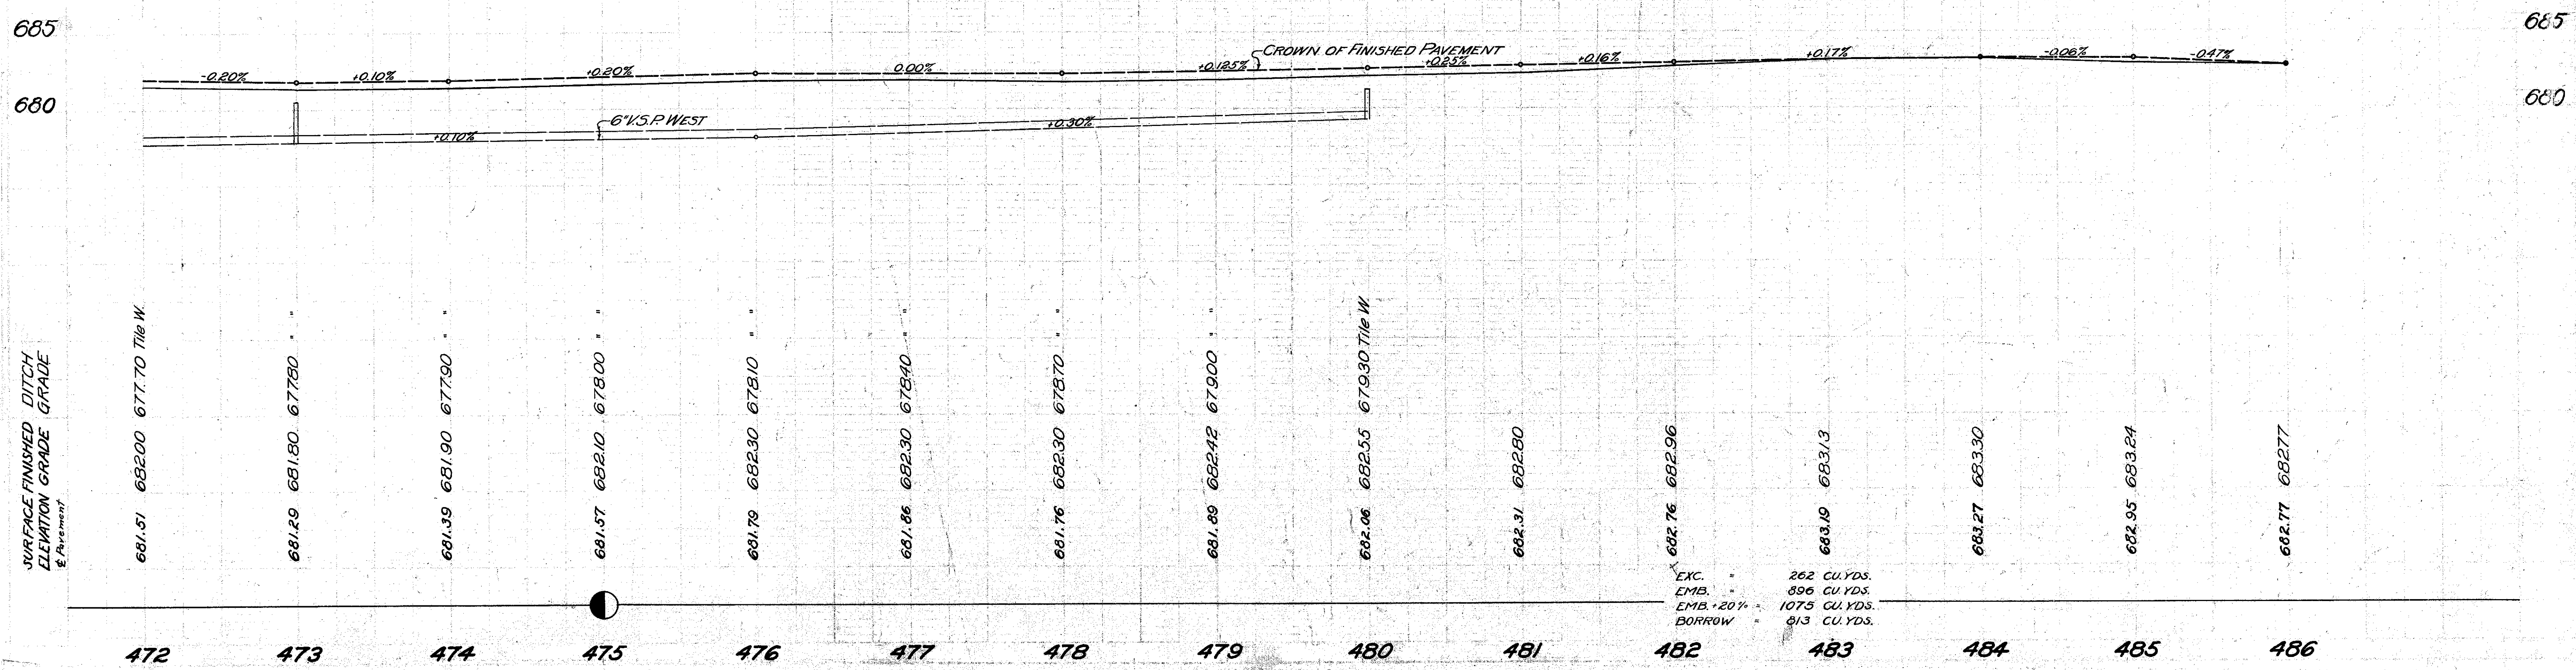 685
685
CROWN OF FINISHED PAVEMENT
-0.20%
+0.10%
+0.20%
0.00%
+0.125%
+0.25%
+0.16%
+0.17%
-0.06%
-0.47%
680
680
6" V.S.P. WEST
+0.10%
+0.30%
SURFACE FINISHED DITCH
ELEVATION GRADE GRADE
℄ Pavement
681.51 682.00 677.70 Tile W.
681.29 681.80 677.80 " "
681.39 681.90 677.90 " "
681.57 682.10 678.00 " "
681.79 682.30 678.10 " "
681.86 682.30 678.40 " "
681.76 682.30 678.70 " "
681.89 682.42 679.00 " "
682.06 682.55 679.30 Tile W.
682.31 682.80
682.76 682.96
683.19 683.13
683.27 683.30
682.95 683.24
682.77 682.77
EXC. = 262 CU. YDS.
EMB. = 896 CU. YDS.
EMB. +20% = 1075 CU. YDS.
BORROW = 813 CU. YDS.
472 473 474 475 476 477 478 479 480 481 482 483 484 485 486